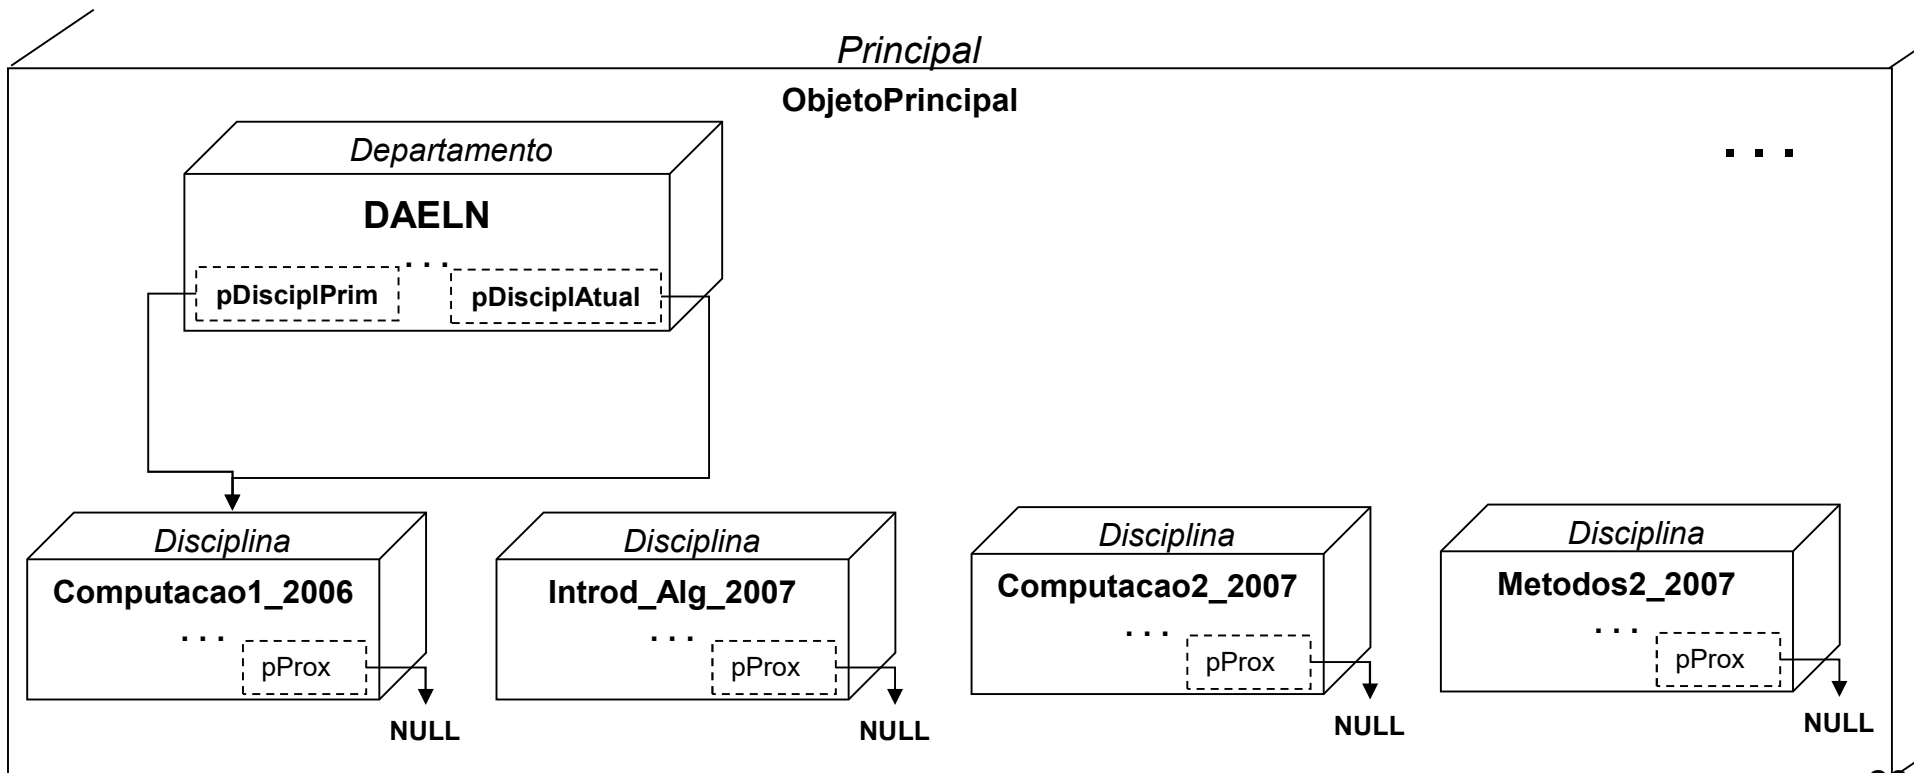 Principal
ObjetoPrincipal
Departamento
. . .
DAELN
. . .
pDisciplPrim
pDisciplAtual
Disciplina
Disciplina
Disciplina
Disciplina
Computacao1_2006
Introd_Alg_2007
Computacao2_2007
Metodos2_2007
. . .
. . .
. . .
. . .
pProx
pProx
pProx
pProx
NULL
NULL
NULL
NULL